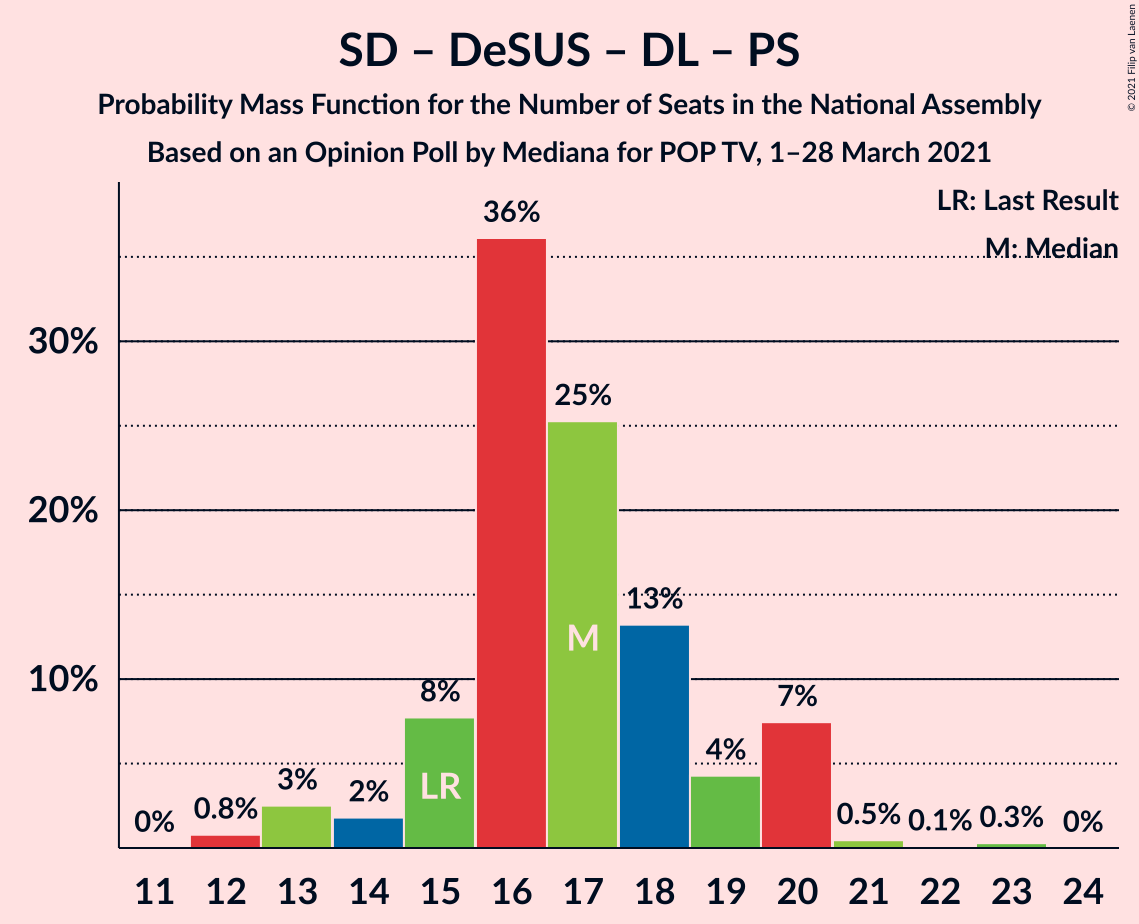 SD – DeSUS – DL – PS
Probability Mass Function for the Number of Seats in the National Assembly
Based on an Opinion Poll by Mediana for POP TV, 1–28 March 2021
© 2021 Filip van Laenen
LR: Last Result
M: Median
36%
30%
25%
20%
13%
M
10%
8%
7%
4%
LR
3%
2%
0%
0.8%
0.5%
0.1%
0.3%
0%
11 12 13 14 15 16 17 18 19 20 21 22 23 24